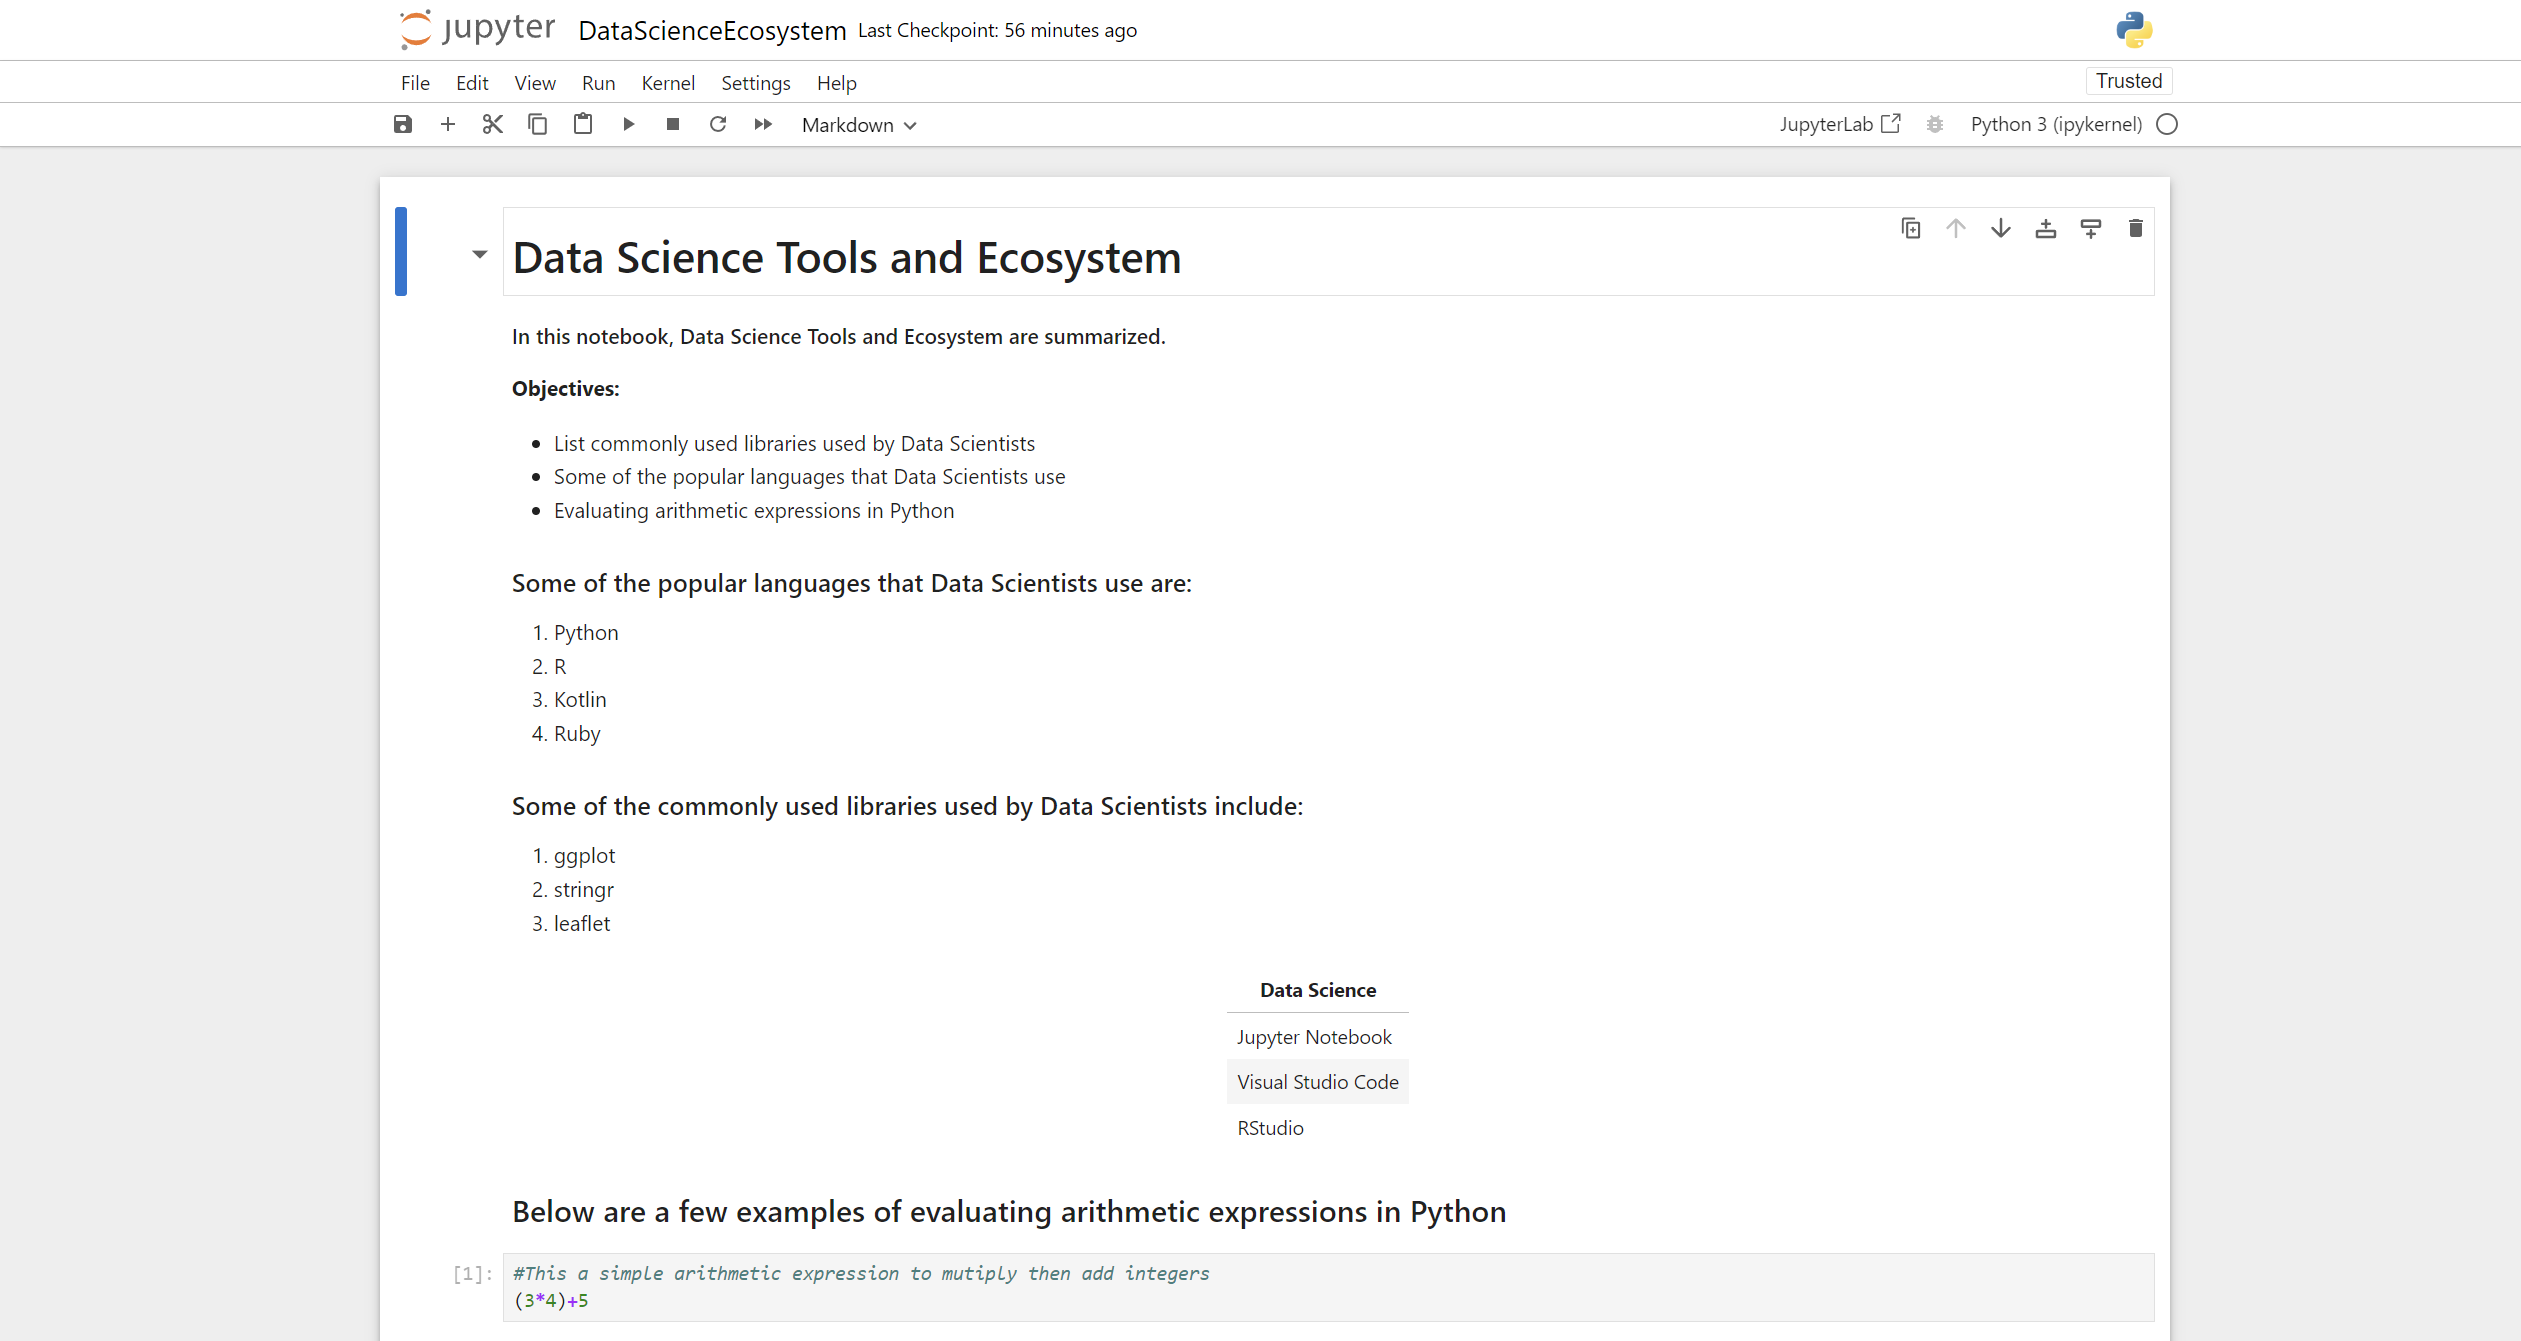 jupyter DataScienceEcosystem Last Checkpoint: 56 minutes ago
File Edit View Run Kernel Settings Help Trusted
Markdown JupyterLab Python 3 (ipykernel)
Data Science Tools and Ecosystem
In this notebook, Data Science Tools and Ecosystem are summarized.
Objectives:
• List commonly used libraries used by Data Scientists
• Some of the popular languages that Data Scientists use
• Evaluating arithmetic expressions in Python
Some of the popular languages that Data Scientists use are:
1. Python
2. R
3. Kotlin
4. Ruby
Some of the commonly used libraries used by Data Scientists include:
1. ggplot
2. stringr
3. leaflet
Data Science
Jupyter Notebook
Visual Studio Code
RStudio
Below are a few examples of evaluating arithmetic expressions in Python
[1]: #This a simple arithmetic expression to mutiply then add integers
(3*4)+5